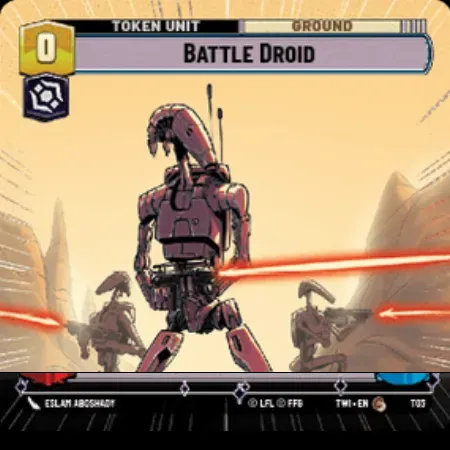 TOKEN UNIT
GROUND
0
BATTLE DROID
ESLAM ABOSHADY
© LFL © FFG
TWI • EN
T03